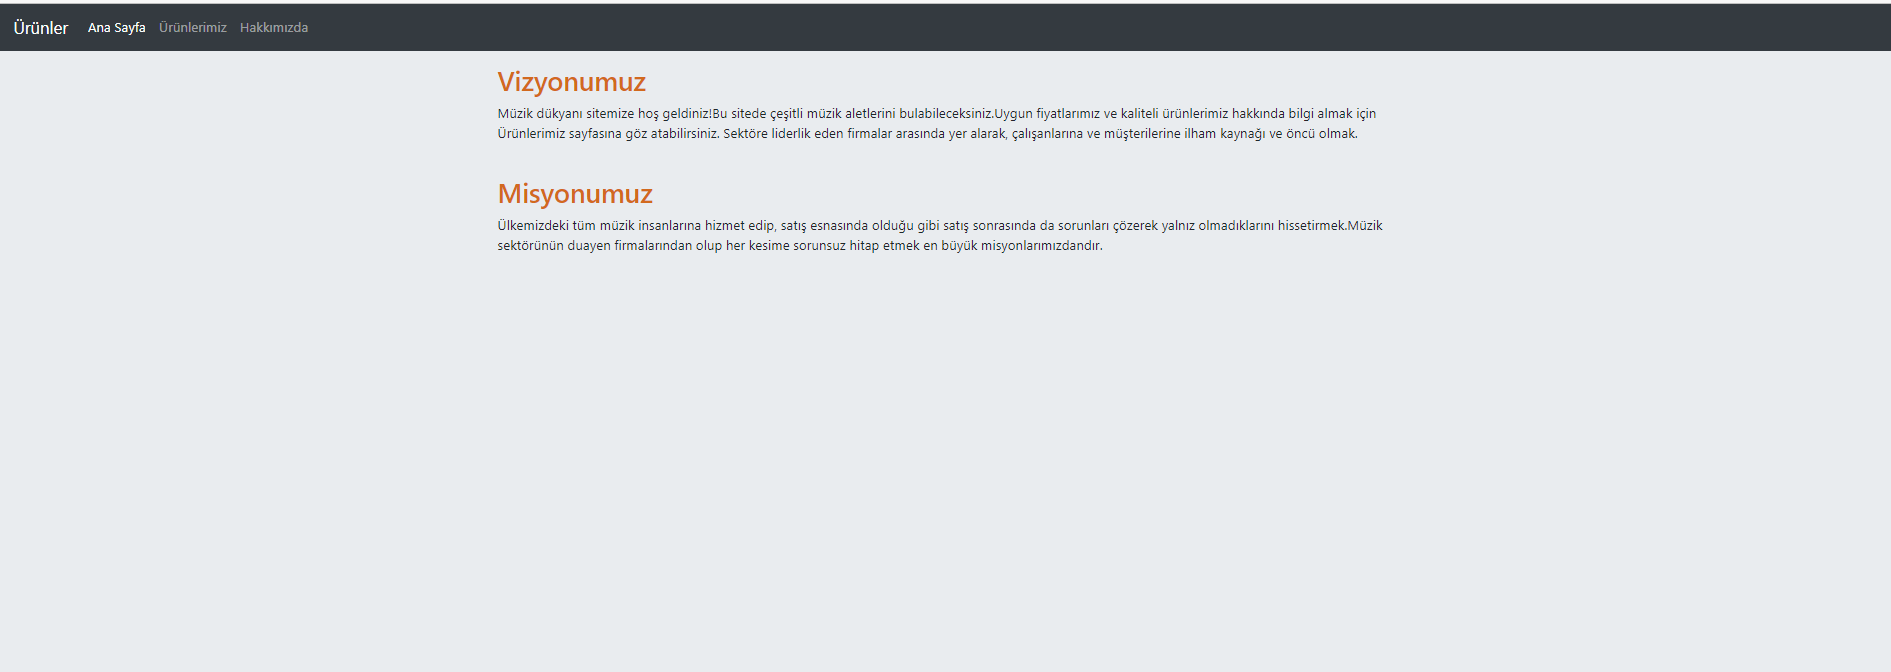 Ürünler Ana Sayfa Ürünlerimiz Hakkımızda
Vizyonumuz
Müzik dükyanı sitemize hoş geldiniz!Bu sitede çeşitli müzik aletlerini bulabileceksiniz.Uygun fiyatlarımız ve kaliteli ürünlerimiz hakkında bilgi almak için
Ürünlerimiz sayfasına göz atabilirsiniz. Sektöre liderlik eden firmalar arasında yer alarak, çalışanlarına ve müşterilerine ilham kaynağı ve öncü olmak.
Misyonumuz
Ülkemizdeki tüm müzik insanlarına hizmet edip, satış esnasında olduğu gibi satış sonrasında da sorunları çözerek yalnız olmadıklarını hissetirmek.Müzik
sektörünün duayen firmalarından olup her kesime sorunsuz hitap etmek en büyük misyonlarımızdandır.